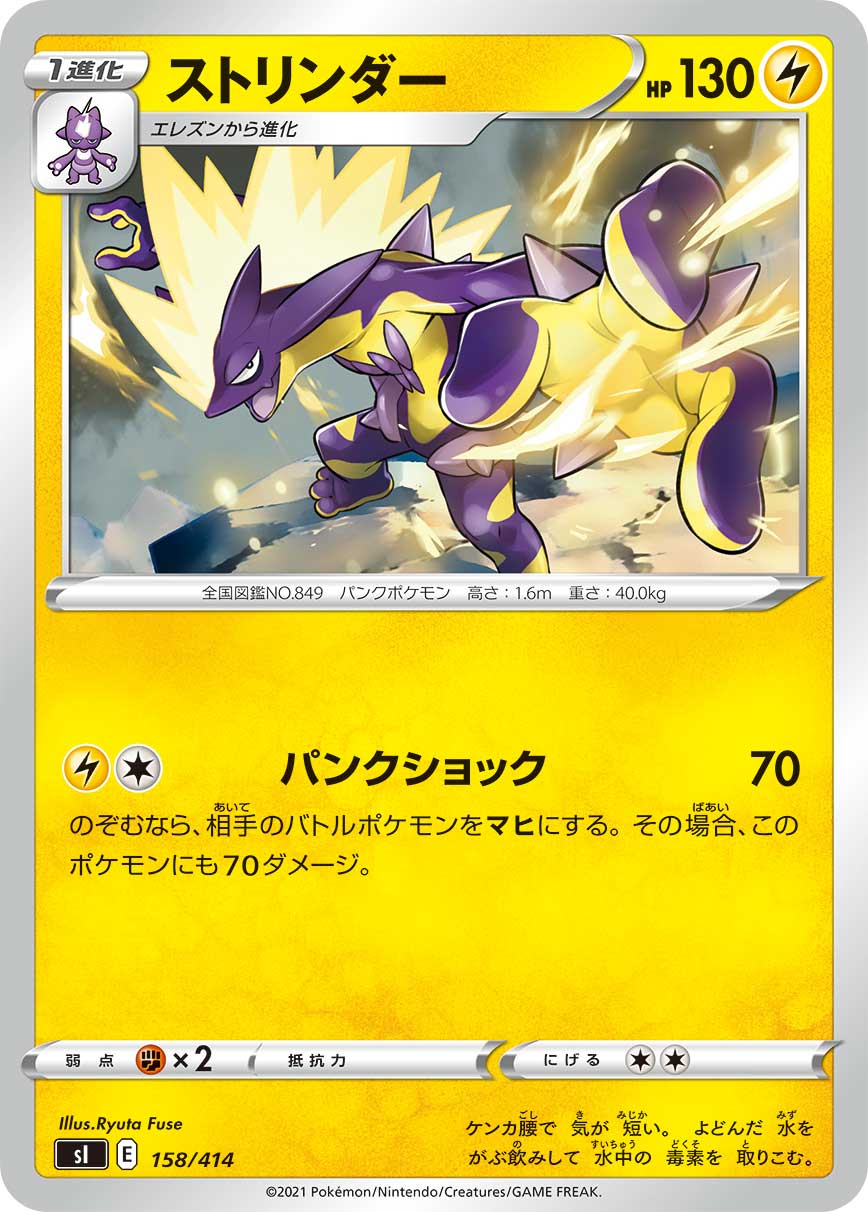 1進化
ストリンダー
HP 130
エレズンから進化
全国図鑑NO.849 パンクポケモン 高さ：1.6m 重さ：40.0kg
パンクショック 70
のぞむなら、相手のバトルポケモンをマヒにする。その場合、この
ポケモンにも70ダメージ。
弱点 ×2 抵抗力 にげる
Illus.Ryuta Fuse
ケンカ腰で 気が 短い。 よどんだ 水を
がぶ飲みして 水中の 毒素を 取りこむ。
sI E 158/414
©2021 Pokémon/Nintendo/Creatures/GAME FREAK.